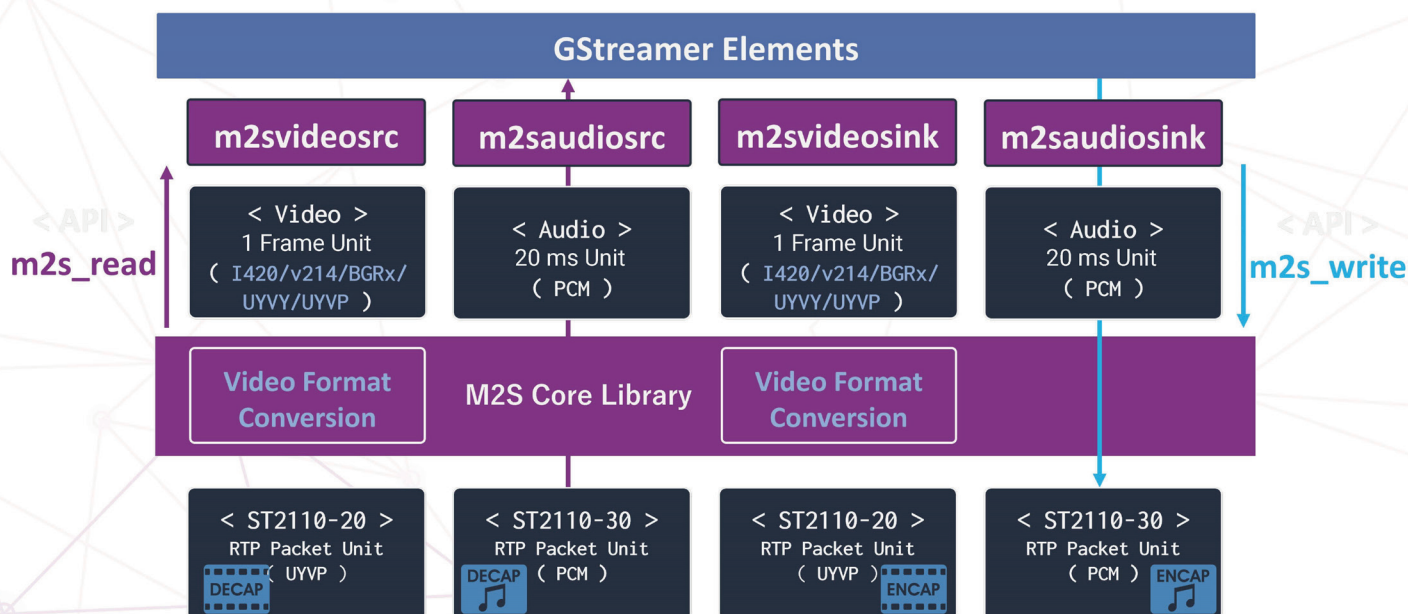 GStreamer Elements
m2svideosrc
m2saudiosrc
m2svideosink
m2saudiosink
< API >
m2s_read
< Video >
1 Frame Unit
( I420/v214/BGRx/
UYVY/UYVP )
< Audio >
20 ms Unit
( PCM )
< Video >
1 Frame Unit
( I420/v214/BGRx/
UYVY/UYVP )
< Audio >
20 ms Unit
( PCM )
< API >
m2s_write
Video Format
Conversion
M2S Core Library
Video Format
Conversion
< ST2110-20 >
RTP Packet Unit
( UYVP )
DECAP
< ST2110-30 >
RTP Packet Unit
( PCM )
DECAP
< ST2110-20 >
RTP Packet Unit
( UYVP )
ENCAP
< ST2110-30 >
RTP Packet Unit
( PCM )
ENCAP